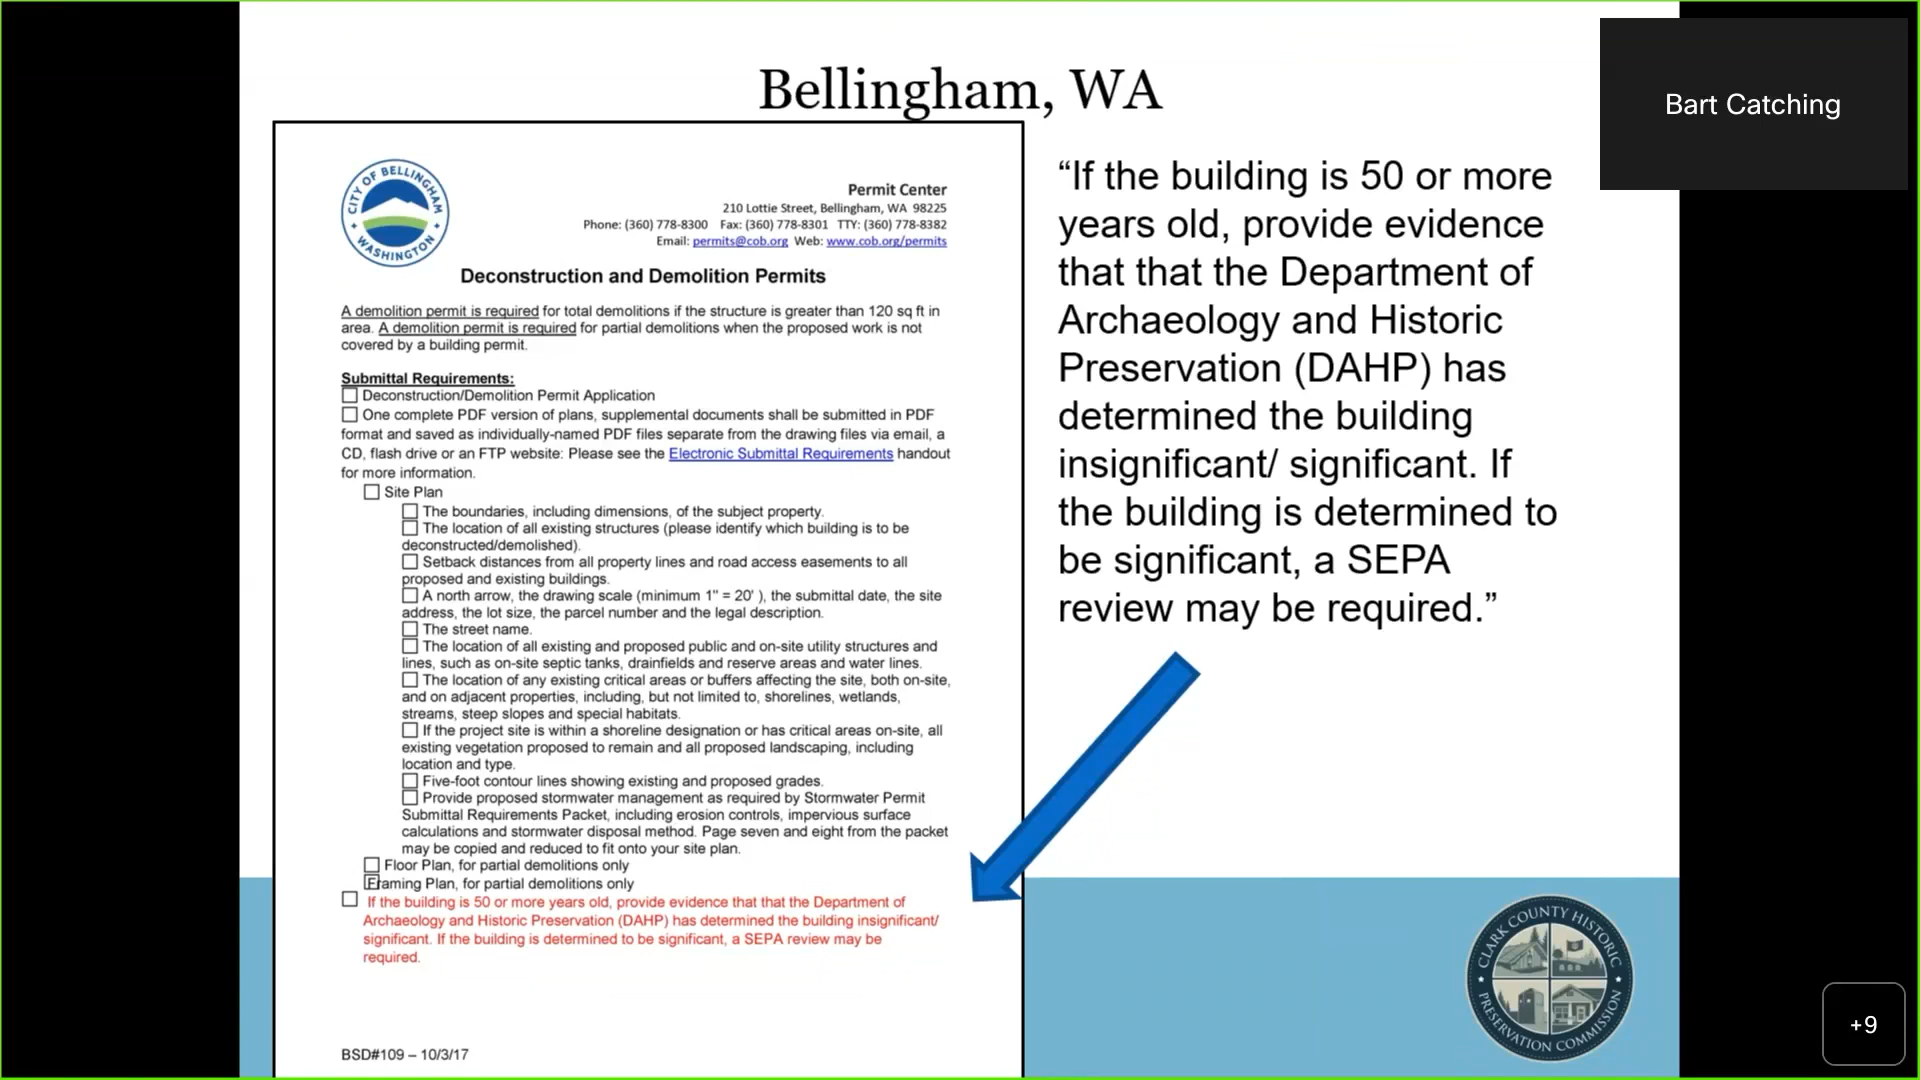 Bellingham, WA
Bart Catching
CITY OF BELLINGHAM
WASHINGTON
Permit Center
210 Lottie Street, Bellingham, WA  98225
Phone: (360) 778-8300   Fax: (360) 778-8301   TTY: (360) 778-8382
Email: permits@cob.org  Web: www.cob.org/permits
Deconstruction and Demolition Permits
A demolition permit is required for total demolitions if the structure is greater than 120 sq ft in
area. A demolition permit is required for partial demolitions when the proposed work is not
covered by a building permit.
Submittal Requirements:
Deconstruction/Demolition Permit Application
One complete PDF version of plans, supplemental documents shall be submitted in PDF
format and saved as individually-named PDF files separate from the drawing files via email, a
CD, flash drive or an FTP website: Please see the Electronic Submittal Requirements handout
for more information.
Site Plan
The boundaries, including dimensions, of the subject property.
The location of all existing structures (please identify which building is to be
deconstructed/demolished).
Setback distances from all property lines and road access easements to all
proposed and existing buildings.
A north arrow, the drawing scale (minimum 1" = 20' ), the submittal date, the site
address, the lot size, the parcel number and the legal description.
The street name.
The location of all existing and proposed public and on-site utility structures and
lines, such as on-site septic tanks, drainfields and reserve areas and water lines.
The location of any existing critical areas or buffers affecting the site, both on-site,
and on adjacent properties, including, but not limited to, shorelines, wetlands,
streams, steep slopes and special habitats.
If the project site is within a shoreline designation or has critical areas on-site, all
existing vegetation proposed to remain and all proposed landscaping, including
location and type.
Five-foot contour lines showing existing and proposed grades.
Provide proposed stormwater management as required by Stormwater Permit
Submittal Requirements Packet, including erosion controls, impervious surface
calculations and stormwater disposal method. Page seven and eight from the packet
may be copied and reduced to fit onto your site plan.
Floor Plan, for partial demolitions only
Framing Plan, for partial demolitions only
If the building is 50 or more years old, provide evidence that that the Department of
Archaeology and Historic Preservation (DAHP) has determined the building insignificant/
significant. If the building is determined to be significant, a SEPA review may be
required.
BSD#109 – 10/3/17
“If the building is 50 or more
years old, provide evidence
that that the Department of
Archaeology and Historic
Preservation (DAHP) has
determined the building
insignificant/ significant. If
the building is determined to
be significant, a SEPA
review may be required.”
CLARK COUNTY HISTORIC
PRESERVATION COMMISSION
+9